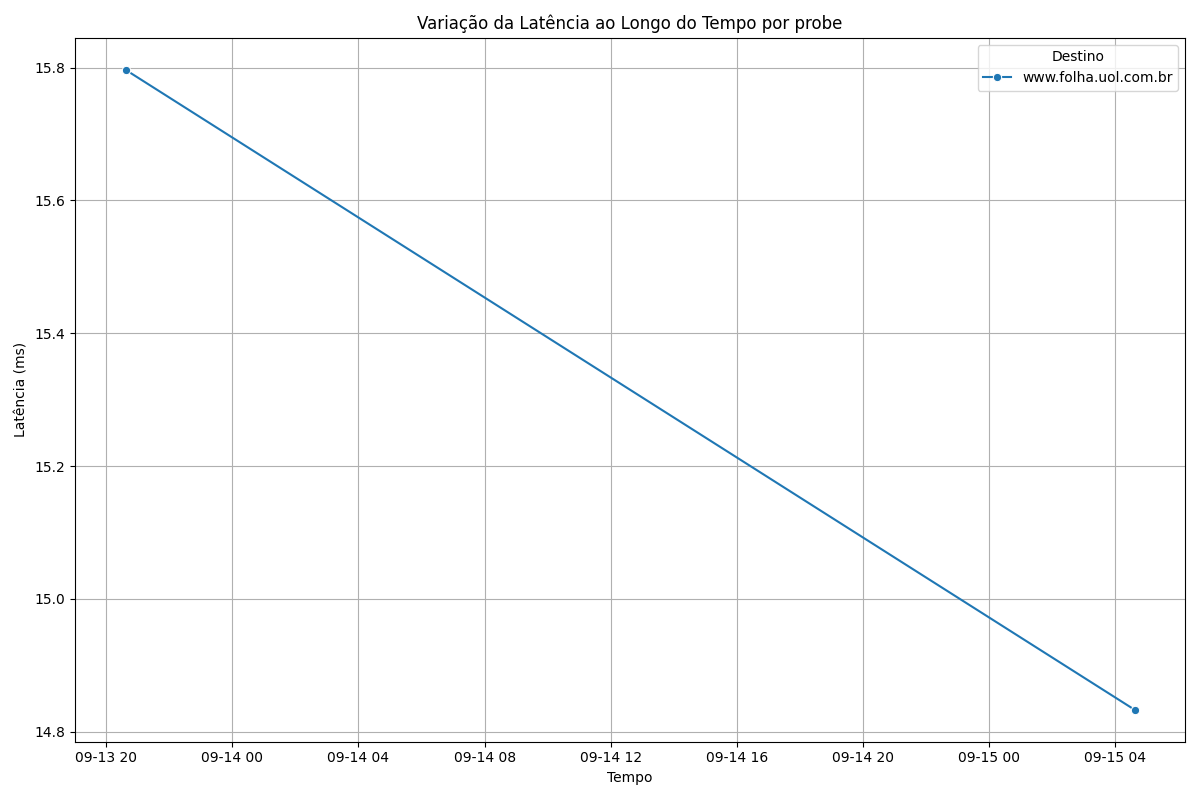 Variação da Latência ao Longo do Tempo por probe
Destino
www.folha.uol.com.br
Latência (ms)
15.8
15.6
15.4
15.2
15.0
14.8
09-13 20 09-14 00 09-14 04 09-14 08 09-14 12 09-14 16 09-14 20 09-15 00 09-15 04
Tempo